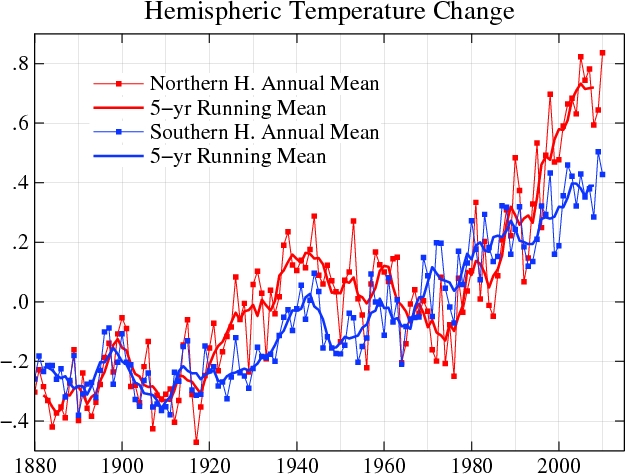 Hemispheric Temperature Change
.8
Northern H. Annual Mean
5-yr Running Mean
.6
Southern H. Annual Mean
5-yr Running Mean
.4
.2
.0
-.2
-.4
1880 1900 1920 1940 1960 1980 2000